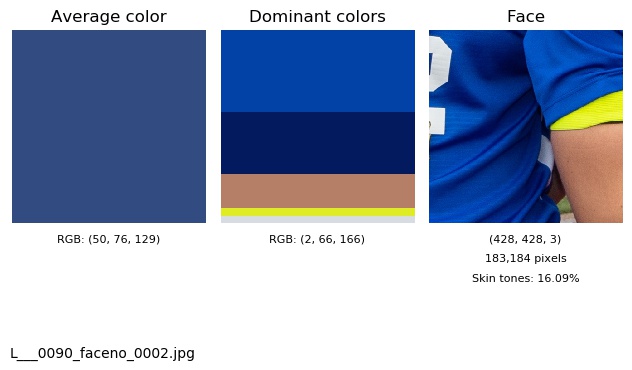 Average color
Dominant colors
Face
RGB: (50, 76, 129)
RGB: (2, 66, 166)
(428, 428, 3)
183,184 pixels
Skin tones: 16.09%
L___0090_faceno_0002.jpg